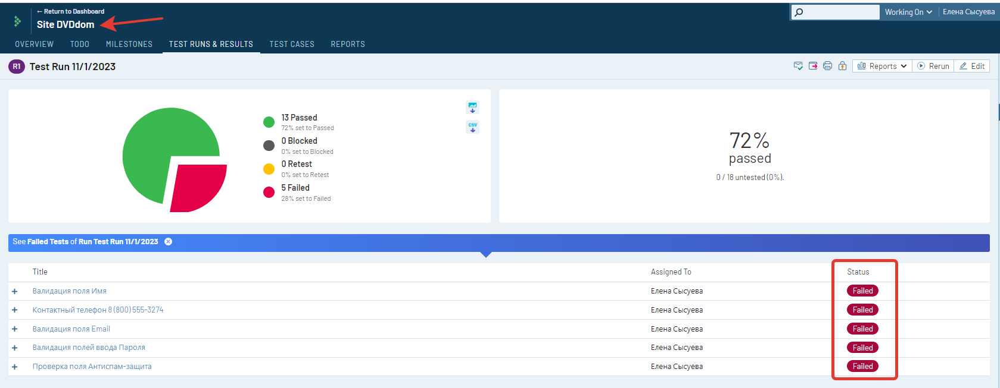 ← Return to Dashboard
Site DVDdom
Working On
Елена Сысуева
OVERVIEW TODO MILESTONES TEST RUNS & RESULTS TEST CASES REPORTS
R1 Test Run 11/1/2023
Reports Rerun Edit
13 Passed
72% set to Passed
0 Blocked
0% set to Blocked
0 Retest
0% set to Retest
5 Failed
28% set to Failed
CSV
72%
passed
0 / 18 untested (0%).
See Failed Tests of Run Test Run 11/1/2023
Title Assigned To Status
Валидация поля Имя Елена Сысуева Failed
Контактный телефон 8 (800) 555-3274 Елена Сысуева Failed
Валидация поля Email Елена Сысуева Failed
Валидация полей ввода Пароля Елена Сысуева Failed
Проверка поля Антиспам-защита Елена Сысуева Failed